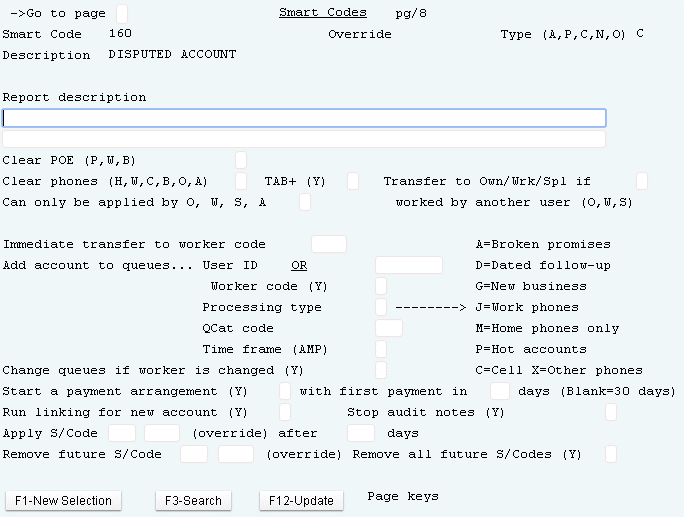 ->Go to page Smart Codes pg/8
Smart Code 160 Override Type (A,P,C,N,O) C
Description DISPUTED ACCOUNT
Report description
Clear POE (P,W,B)
Clear phones (H,W,C,B,O,A) TAB+ (Y) Transfer to Own/Wrk/Spl if
Can only be applied by O, W, S, A worked by another user (O,W,S)
Immediate transfer to worker code A=Broken promises
Add account to queues... User ID OR D=Dated follow-up
Worker code (Y) G=New business
Processing type --------> J=Work phones
QCat code M=Home phones only
Time frame (AMP) P=Hot accounts
Change queues if worker is changed (Y) C=Cell X=Other phones
Start a payment arrangement (Y) with first payment in days (Blank=30 days)
Run linking for new account (Y) Stop audit notes (Y)
Apply S/Code (override) after days
Remove future S/Code (override) Remove all future S/Codes (Y)
F1-New Selection F3-Search F12-Update Page keys